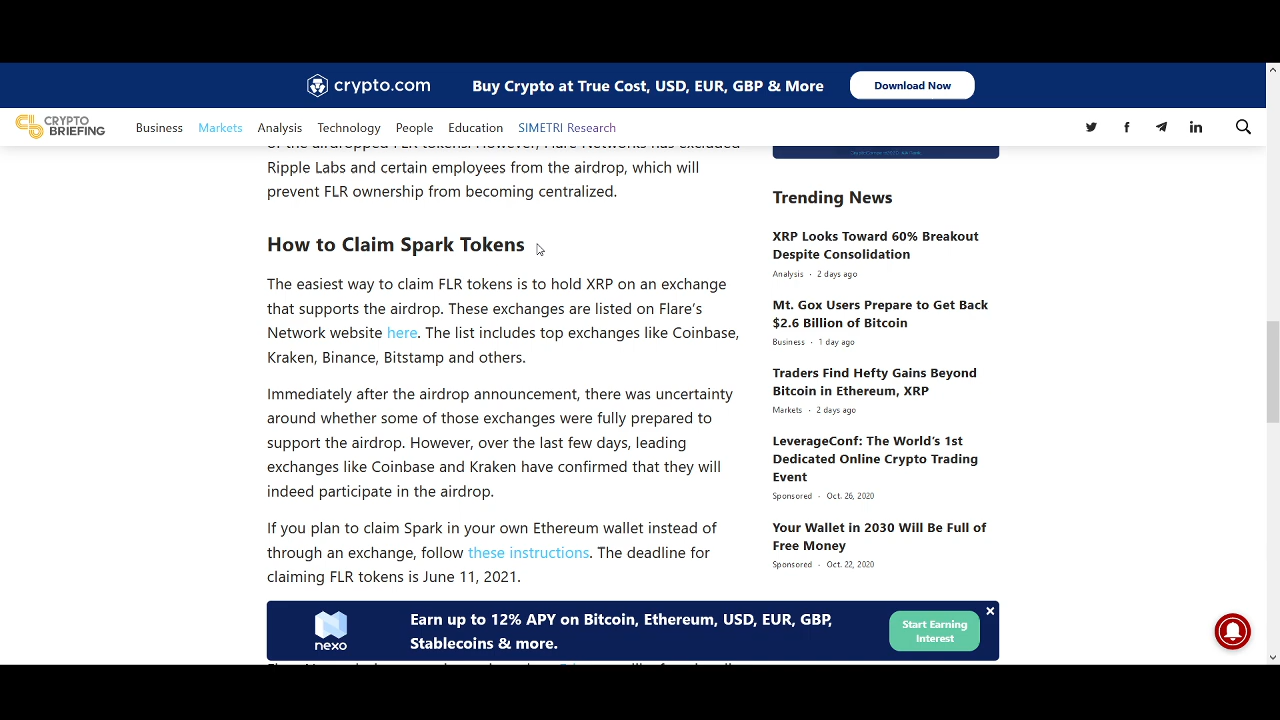 crypto.com
Buy Crypto at True Cost, USD, EUR, GBP & More
Download Now
CRYPTO
BRIEFING
Business
Markets
Analysis
Technology
People
Education
SIMETRI Research
of the airdropped FLR tokens. However, Flare Networks has excluded
Ripple Labs and certain employees from the airdrop, which will
prevent FLR ownership from becoming centralized.
How to Claim Spark Tokens
The easiest way to claim FLR tokens is to hold XRP on an exchange
that supports the airdrop. These exchanges are listed on Flare’s
Network website here. The list includes top exchanges like Coinbase,
Kraken, Binance, Bitstamp and others.
Immediately after the airdrop announcement, there was uncertainty
around whether some of those exchanges were fully prepared to
support the airdrop. However, over the last few days, leading
exchanges like Coinbase and Kraken have confirmed that they will
indeed participate in the airdrop.
If you plan to claim Spark in your own Ethereum wallet instead of
through an exchange, follow these instructions. The deadline for
claiming FLR tokens is June 11, 2021.
Trending News
XRP Looks Toward 60% Breakout
Despite Consolidation
Analysis · 2 days ago
Mt. Gox Users Prepare to Get Back
$2.6 Billion of Bitcoin
Business · 1 day ago
Traders Find Hefty Gains Beyond
Bitcoin in Ethereum, XRP
Markets · 2 days ago
LeverageConf: The World’s 1st
Dedicated Online Crypto Trading
Event
Sponsored · Oct. 26, 2020
Your Wallet in 2030 Will Be Full of
Free Money
Sponsored · Oct. 22, 2020
nexo
Earn up to 12% APY on Bitcoin, Ethereum, USD, EUR, GBP,
Stablecoins & more.
Start Earning
Interest